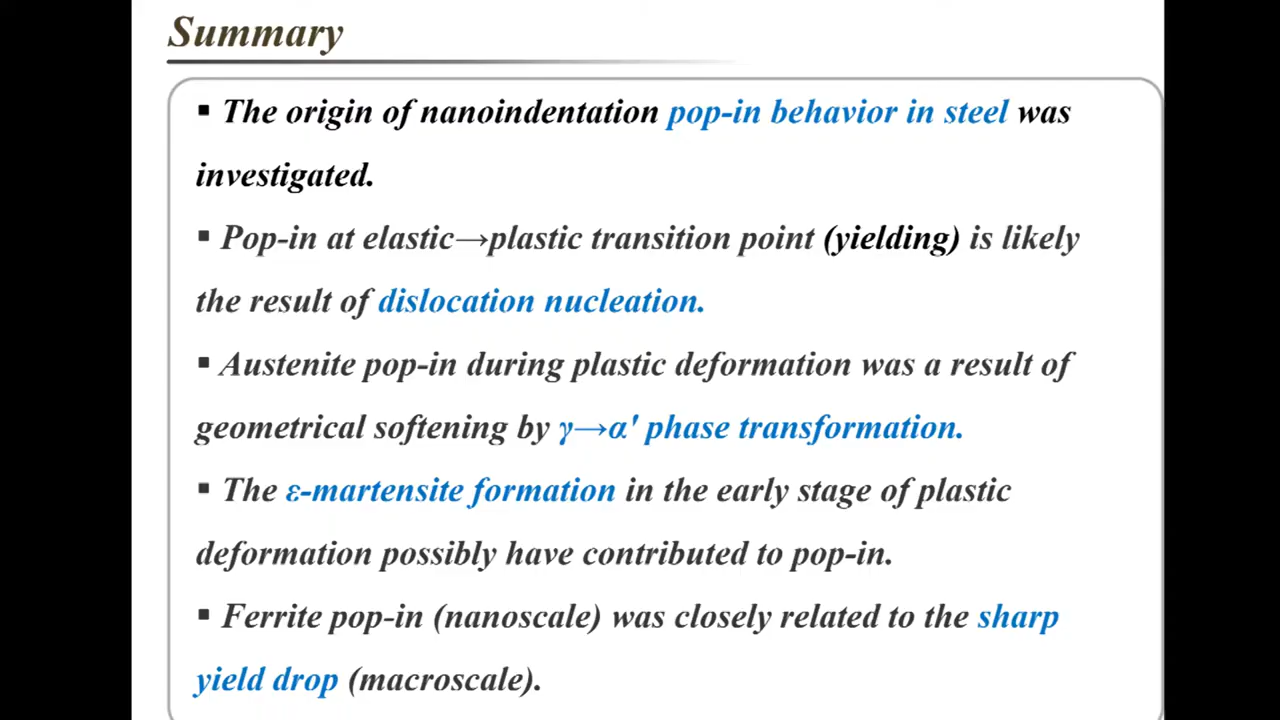 Summary
▪ The origin of nanoindentation pop-in behavior in steel was
investigated.
▪ Pop-in at elastic→plastic transition point (yielding) is likely
the result of dislocation nucleation.
▪ Austenite pop-in during plastic deformation was a result of
geometrical softening by γ→α' phase transformation.
▪ The ε-martensite formation in the early stage of plastic
deformation possibly have contributed to pop-in.
▪ Ferrite pop-in (nanoscale) was closely related to the sharp
yield drop (macroscale).